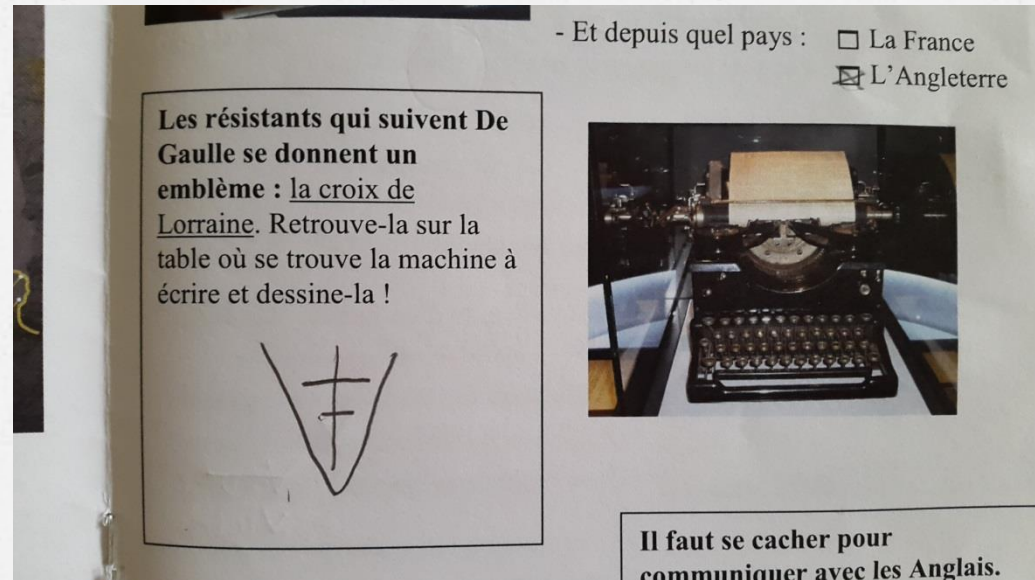 - Et depuis quel pays :
☐ La France
☒ L'Angleterre
Les résistants qui suivent De
Gaulle se donnent un
emblème : la croix de
Lorraine. Retrouve-la sur la
table où se trouve la machine à
écrire et dessine-la !
Il faut se cacher pour
communiquer avec les Anglais.